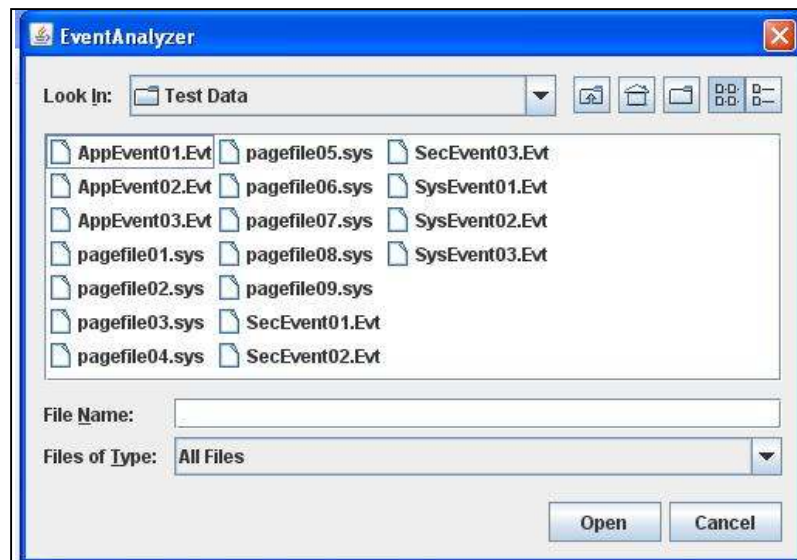 EventAnalyzer
Look In: Test Data
AppEvent01.Evt pagefile05.sys SecEvent03.Evt
AppEvent02.Evt pagefile06.sys SysEvent01.Evt
AppEvent03.Evt pagefile07.sys SysEvent02.Evt
pagefile01.sys pagefile08.sys SysEvent03.Evt
pagefile02.sys pagefile09.sys
pagefile03.sys SecEvent01.Evt
pagefile04.sys SecEvent02.Evt
File Name:
Files of Type: All Files
Open Cancel